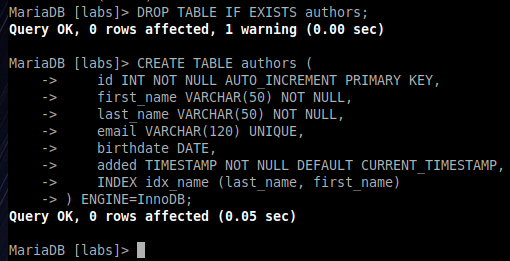 MariaDB [labs]> DROP TABLE IF EXISTS authors;
Query OK, 0 rows affected, 1 warning (0.00 sec)

MariaDB [labs]> CREATE TABLE authors (
    ->     id INT NOT NULL AUTO_INCREMENT PRIMARY KEY,
    ->     first_name VARCHAR(50) NOT NULL,
    ->     last_name VARCHAR(50) NOT NULL,
    ->     email VARCHAR(120) UNIQUE,
    ->     birthdate DATE,
    ->     added TIMESTAMP NOT NULL DEFAULT CURRENT_TIMESTAMP,
    ->     INDEX idx_name (last_name, first_name)
    -> ) ENGINE=InnoDB;
Query OK, 0 rows affected (0.05 sec)

MariaDB [labs]>